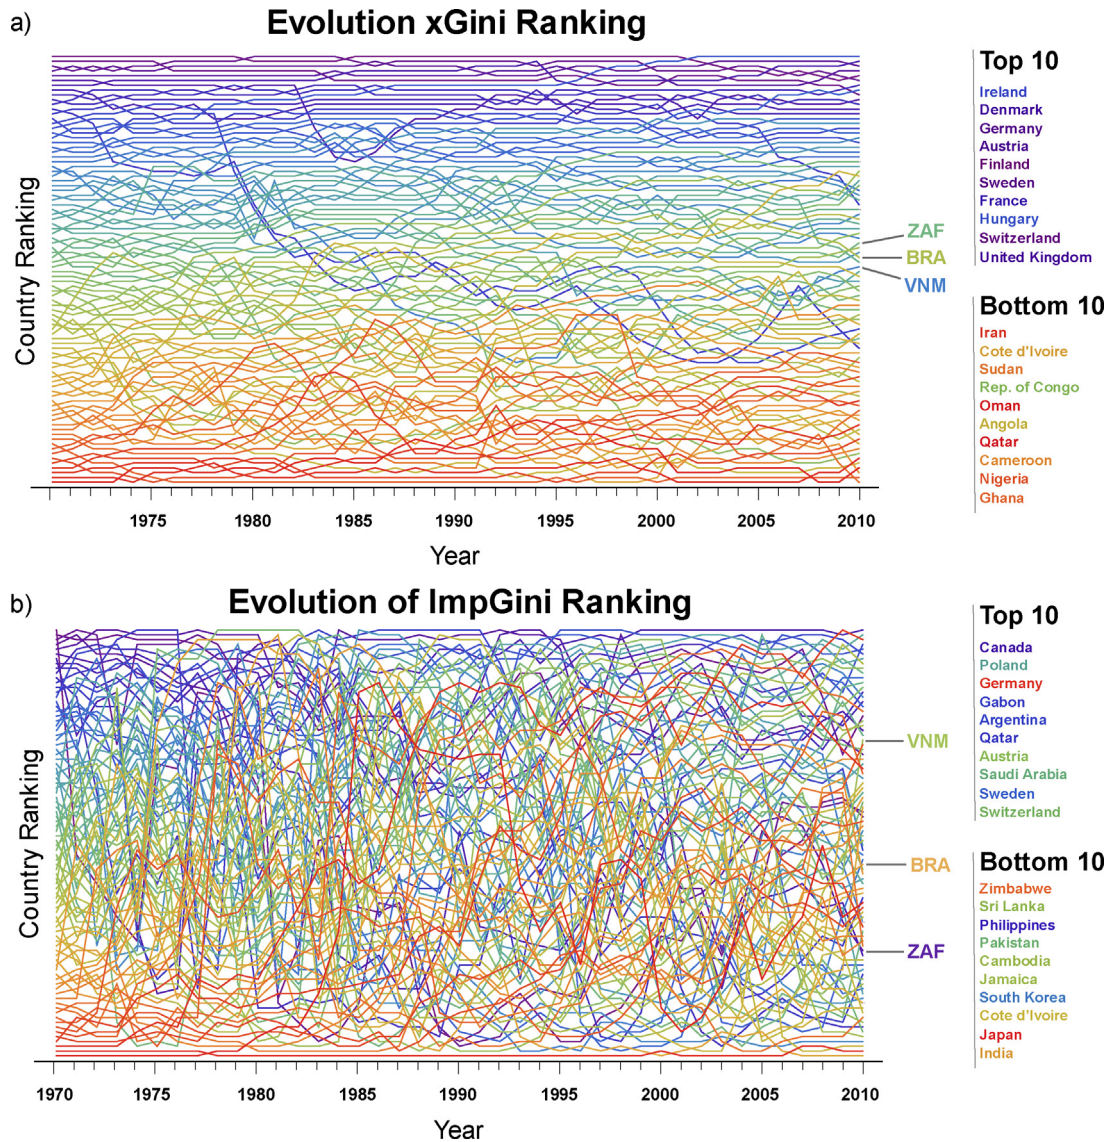 a)
Evolution xGini Ranking
Country Ranking
1975 1980 1985 1990 1995 2000 2005 2010
Year
ZAF
BRA
VNM
Top 10
Ireland
Denmark
Germany
Austria
Finland
Sweden
France
Hungary
Switzerland
United Kingdom
Bottom 10
Iran
Cote d'Ivoire
Sudan
Rep. of Congo
Oman
Angola
Qatar
Cameroon
Nigeria
Ghana
b)
Evolution of ImpGini Ranking
Country Ranking
1970 1975 1980 1985 1990 1995 2000 2005 2010
Year
VNM
BRA
ZAF
Top 10
Canada
Poland
Germany
Gabon
Argentina
Qatar
Austria
Saudi Arabia
Sweden
Switzerland
Bottom 10
Zimbabwe
Sri Lanka
Philippines
Pakistan
Cambodia
Jamaica
South Korea
Cote d'Ivoire
Japan
India